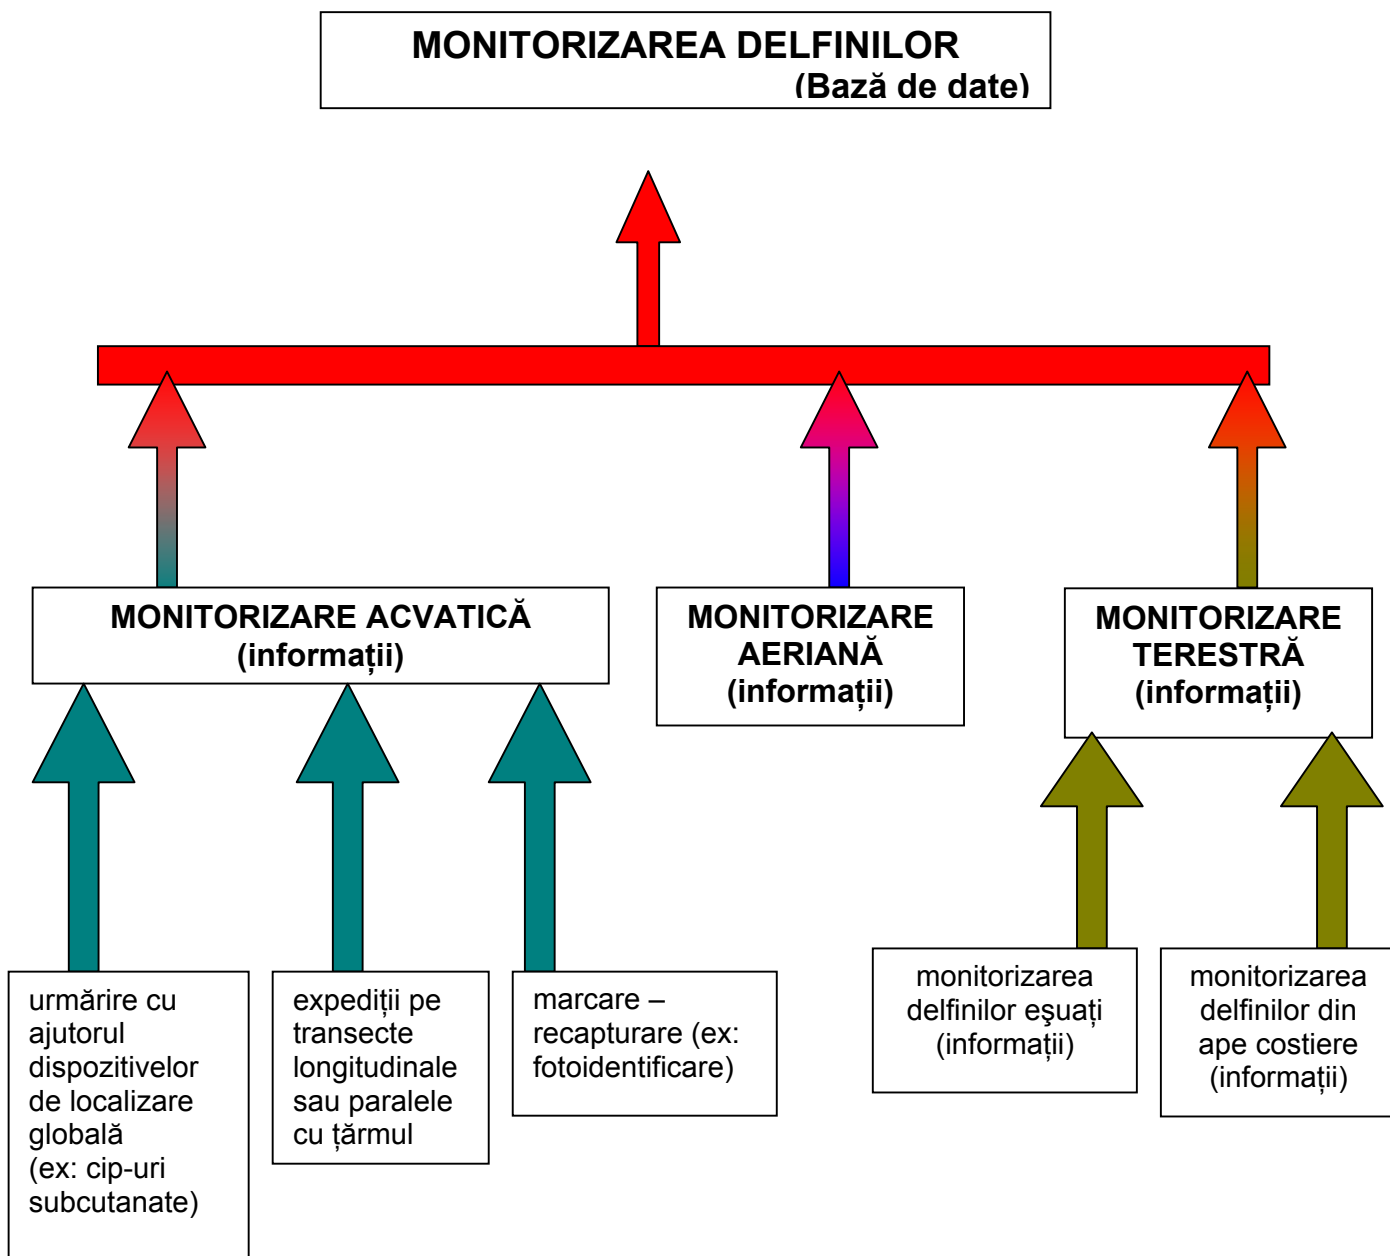 MONITORIZAREA DELFINILOR
(Bază de date)
MONITORIZARE ACVATICĂ
(informații)
MONITORIZARE
AERIANĂ
(informații)
MONITORIZARE
TERESTRĂ
(informații)
urmărire cu
ajutorul
dispozitivelor
de localizare
globală
(ex: cip-uri
subcutanate)
expediții pe
transecte
longitudinale
sau paralele
cu țărmul
marcare –
recapturare (ex:
fotoidentificare)
monitorizarea
delfinilor eşuați
(informații)
monitorizarea
delfinilor din
ape costiere
(informații)